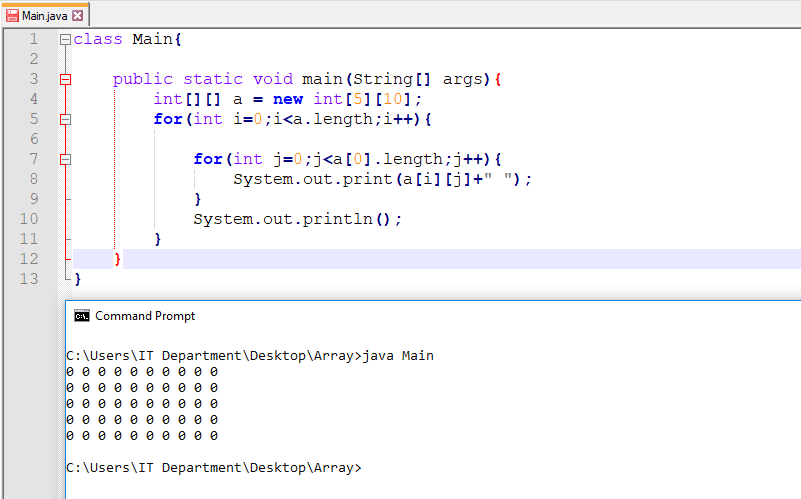 Main.java
1 class Main{
2
3     public static void main(String[] args){
4         int[][] a = new int[5][10];
5         for(int i=0;i<a.length;i++){
6
7             for(int j=0;j<a[0].length;j++){
8                 System.out.print(a[i][j]+" ");
9             }
10             System.out.println();
11         }
12     }
13 }
Command Prompt
C:\Users\IT Department\Desktop\Array>java Main
0 0 0 0 0 0 0 0 0 0
0 0 0 0 0 0 0 0 0 0
0 0 0 0 0 0 0 0 0 0
0 0 0 0 0 0 0 0 0 0
0 0 0 0 0 0 0 0 0 0
C:\Users\IT Department\Desktop\Array>